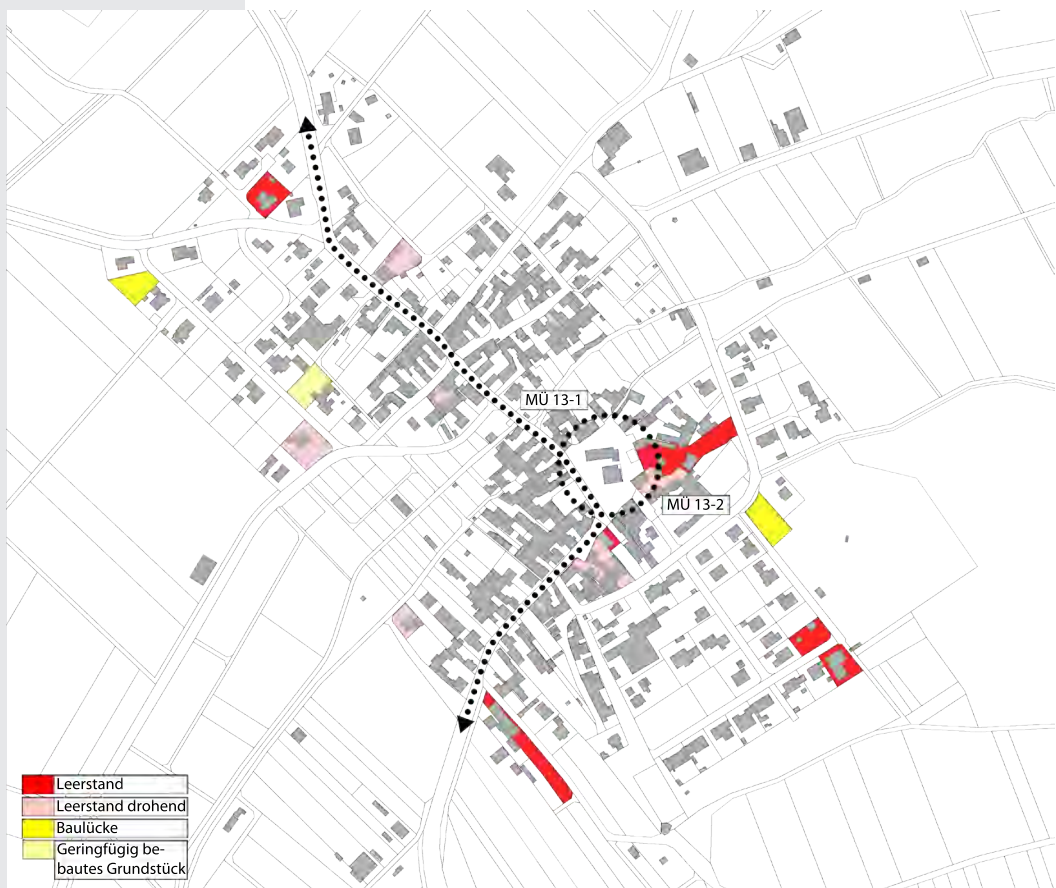 MÜ 13-1
MÜ 13-2
Leerstand
Leerstand drohend
Baulücke
Geringfügig be-
bautes Grundstück